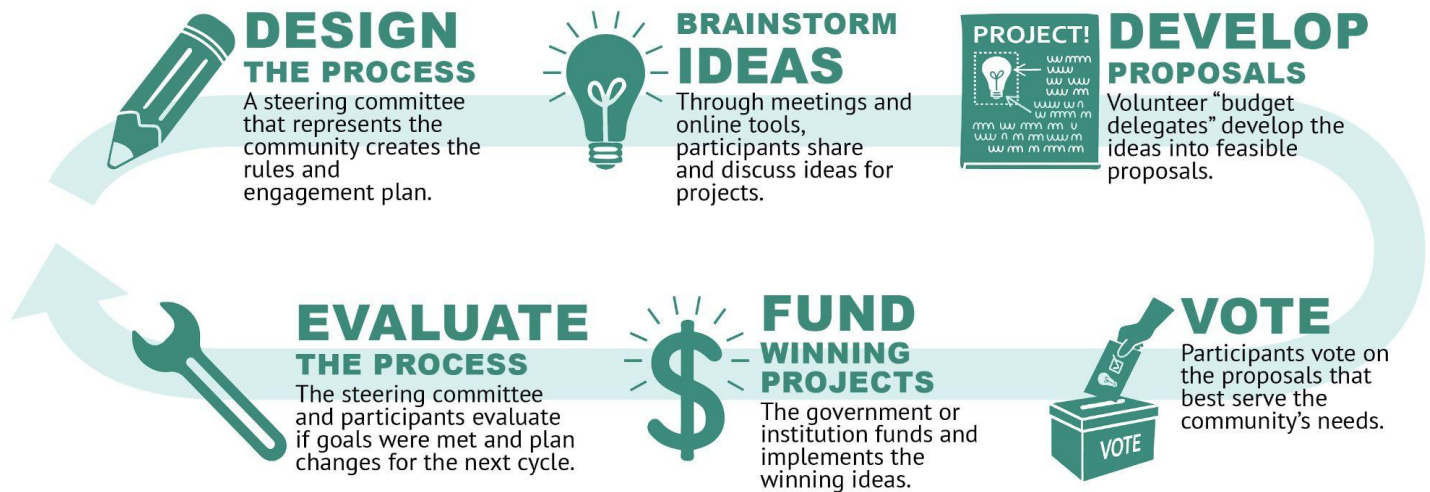 DESIGN
THE PROCESS
A steering committee
that represents the
community creates the
rules and
engagement plan.
BRAINSTORM
IDEAS
Through meetings and
online tools,
participants share
and discuss ideas for
projects.
PROJECT!
DEVELOP
PROPOSALS
Volunteer “budget
delegates” develop the
ideas into feasible
proposals.
VOTE
Participants vote on
the proposals that
best serve the
community’s needs.
VOTE
FUND
WINNING
PROJECTS
The government or
institution funds and
implements the
winning ideas.
EVALUATE
THE PROCESS
The steering committee
and participants evaluate
if goals were met and plan
changes for the next cycle.